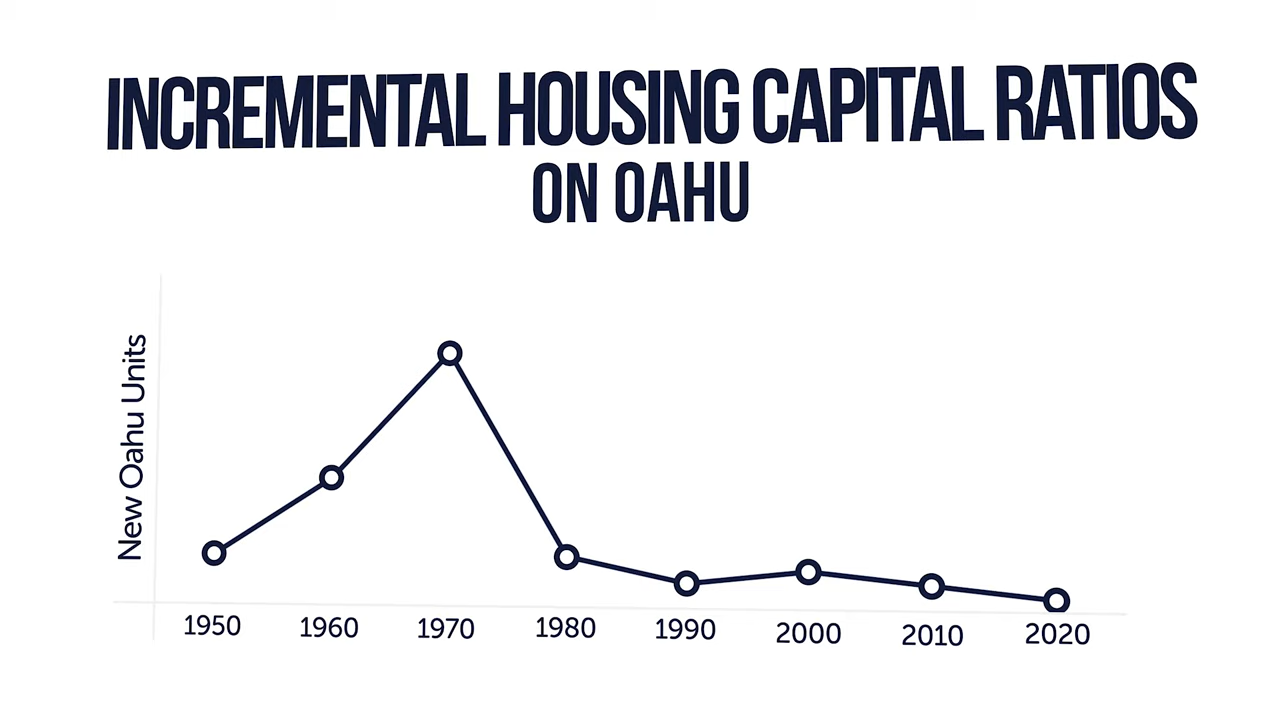 INCREMENTAL HOUSING CAPITAL RATIOS
ON OAHU
New Oahu Units
1950 1960 1970 1980 1990 2000 2010 2020